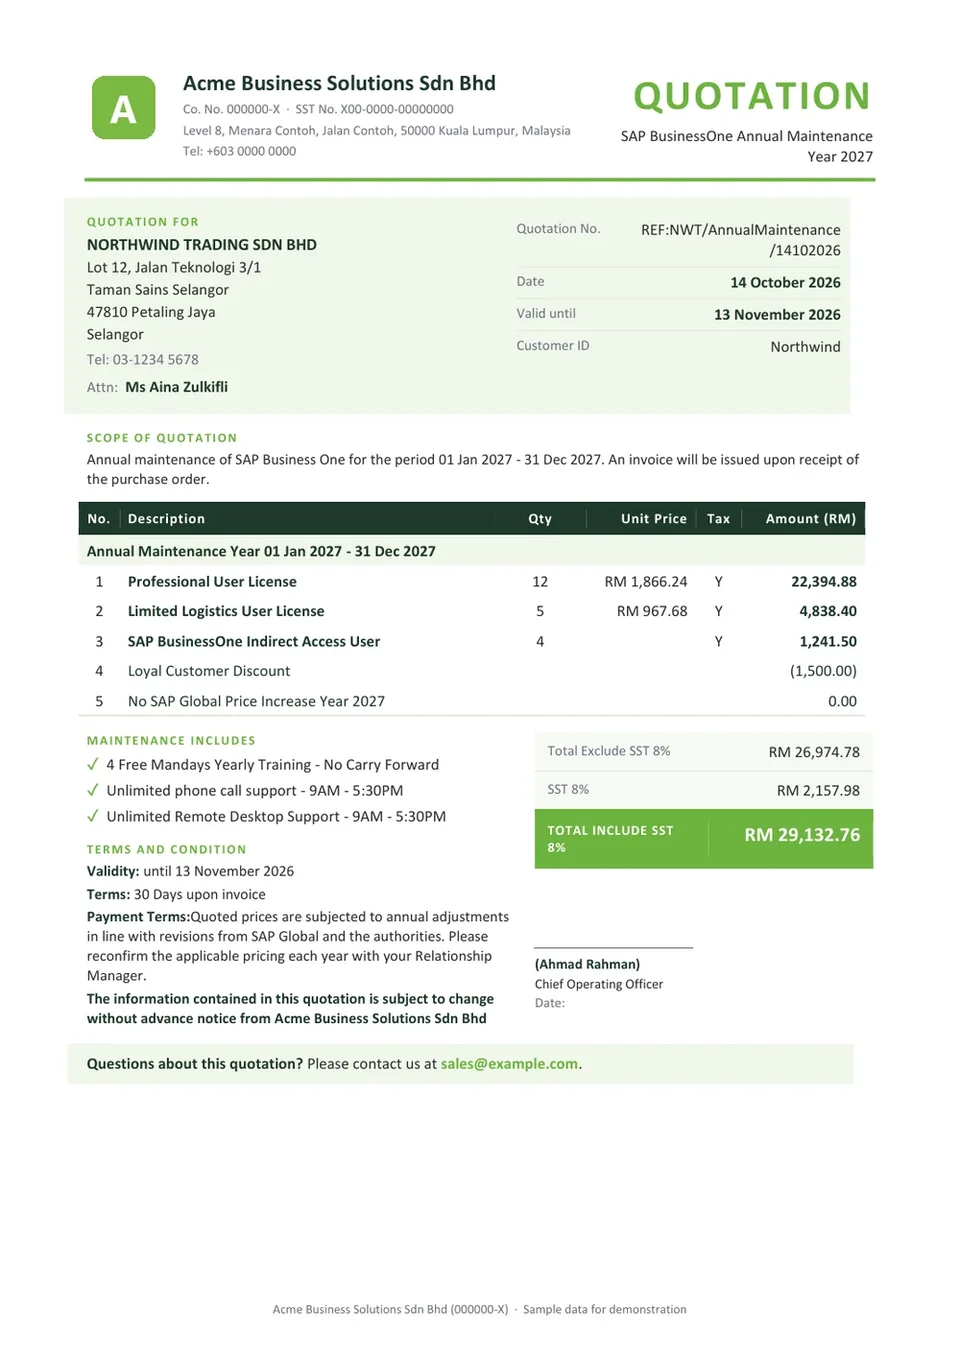 A
Acme Business Solutions Sdn Bhd
Co. No. 000000-X · SST No. X00-0000-00000000
Level 8, Menara Contoh, Jalan Contoh, 50000 Kuala Lumpur, Malaysia
Tel: +603 0000 0000
QUOTATION
SAP BusinessOne Annual Maintenance
Year 2027
QUOTATION FOR
NORTHWIND TRADING SDN BHD
Lot 12, Jalan Teknologi 3/1
Taman Sains Selangor
47810 Petaling Jaya
Selangor
Tel: 03-1234 5678
Attn: Ms Aina Zulkifli
Quotation No. REF:NWT/AnnualMaintenance
/14102026
Date 14 October 2026
Valid until 13 November 2026
Customer ID Northwind
SCOPE OF QUOTATION
Annual maintenance of SAP Business One for the period 01 Jan 2027 - 31 Dec 2027. An invoice will be issued upon receipt of
the purchase order.
No. Description Qty Unit Price Tax Amount (RM)
Annual Maintenance Year 01 Jan 2027 - 31 Dec 2027
1 Professional User License 12 RM 1,866.24 Y 22,394.88
2 Limited Logistics User License 5 RM 967.68 Y 4,838.40
3 SAP BusinessOne Indirect Access User 4 Y 1,241.50
4 Loyal Customer Discount (1,500.00)
5 No SAP Global Price Increase Year 2027 0.00
MAINTENANCE INCLUDES
✓ 4 Free Mandays Yearly Training - No Carry Forward
✓ Unlimited phone call support - 9AM - 5:30PM
✓ Unlimited Remote Desktop Support - 9AM - 5:30PM
TERMS AND CONDITION
Validity: until 13 November 2026
Terms: 30 Days upon invoice
Payment Terms:Quoted prices are subjected to annual adjustments
in line with revisions from SAP Global and the authorities. Please
reconfirm the applicable pricing each year with your Relationship
Manager.
The information contained in this quotation is subject to change
without advance notice from Acme Business Solutions Sdn Bhd
Total Exclude SST 8% RM 26,974.78
SST 8% RM 2,157.98
TOTAL INCLUDE SST
8% RM 29,132.76
(Ahmad Rahman)
Chief Operating Officer
Date:
Questions about this quotation? Please contact us at sales@example.com.
Acme Business Solutions Sdn Bhd (000000-X) · Sample data for demonstration